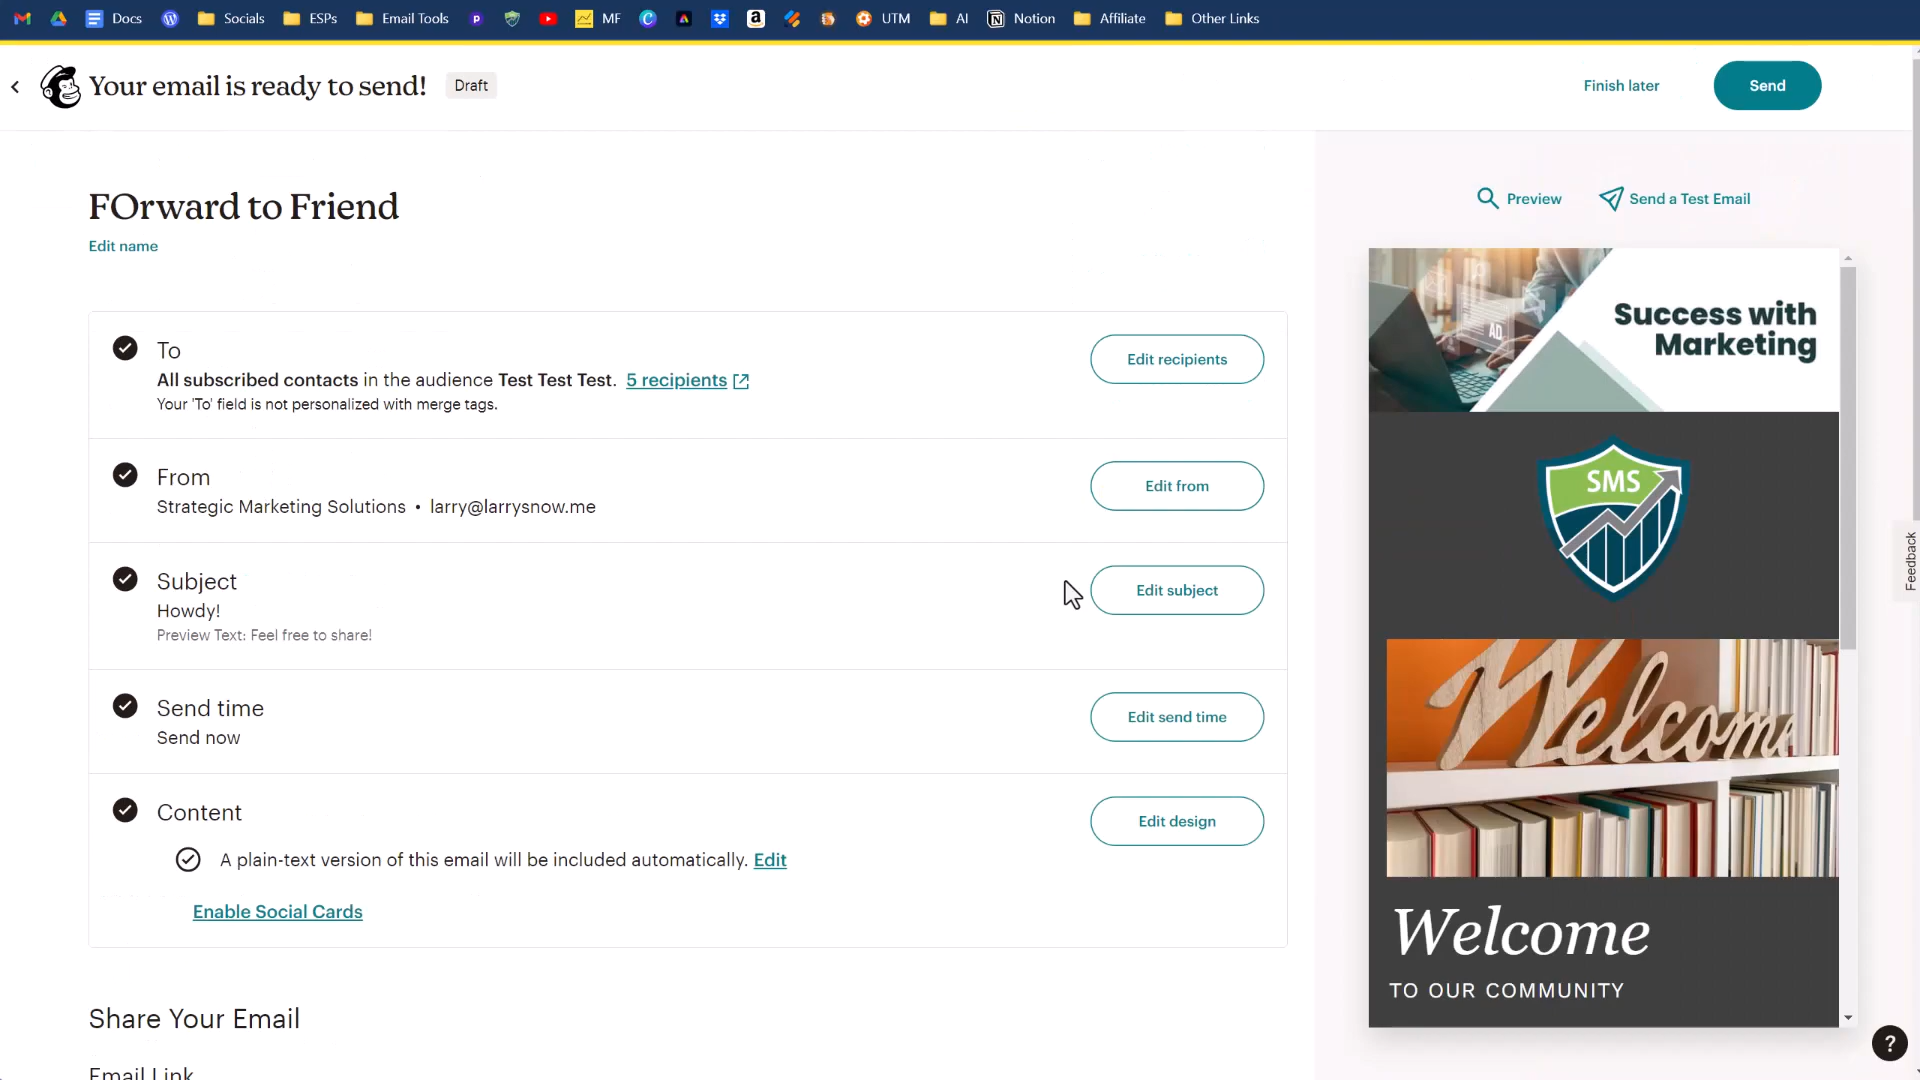 Docs
Socials
ESPs
Email Tools
MF
UTM
AI
Notion
Affiliate
Other Links
Your email is ready to send!
Draft
Finish later
Send
FOrward to Friend
Edit name
To
All subscribed contacts in the audience Test Test Test. 5 recipients
Your 'To' field is not personalized with merge tags.
Edit recipients
From
Strategic Marketing Solutions • larry@larrysnow.me
Edit from
Subject
Howdy!
Preview Text: Feel free to share!
Edit subject
Send time
Send now
Edit send time
Content
A plain-text version of this email will be included automatically. Edit
Enable Social Cards
Edit design
Share Your Email
Email Link
Preview
Send a Test Email
AD
Success with
Marketing
SMS
Welcome
Welcome
TO OUR COMMUNITY
Feedback
?